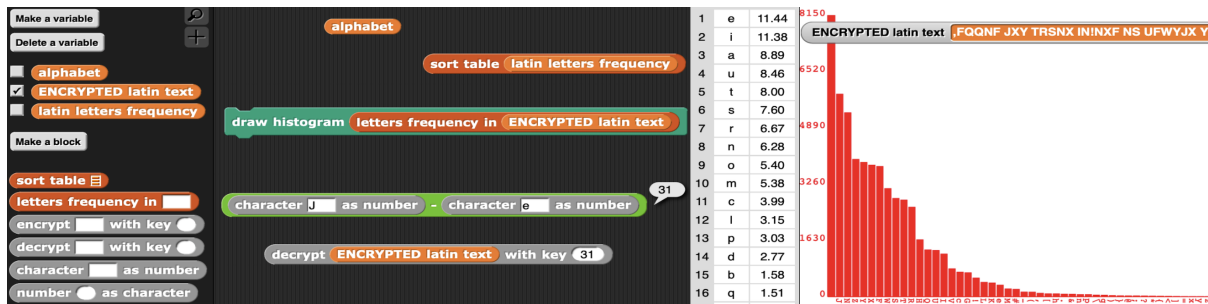 Make a variable
Delete a variable
alphabet
ENCRYPTED latin text
latin letters frequency
Make a block
sort table
letters frequency in
encrypt with key
decrypt with key
character as number
number as character
alphabet
sort table latin letters frequency
draw histogram letters frequency in ENCRYPTED latin text
31
character J as number - character e as number
decrypt ENCRYPTED latin text with key 31
1 e 11.44
2 i 11.38
3 a 8.89
4 u 8.46
5 t 8.00
6 s 7.60
7 r 6.67
8 n 6.28
9 o 5.40
10 m 5.38
11 c 3.99
12 l 3.15
13 p 3.03
14 d 2.77
15 b 1.58
16 q 1.51
8150
ENCRYPTED latin text ,FQQNF JXY TRSNX IN!NXF NS UFWYJX Y
6520
4890
3260
1630
0